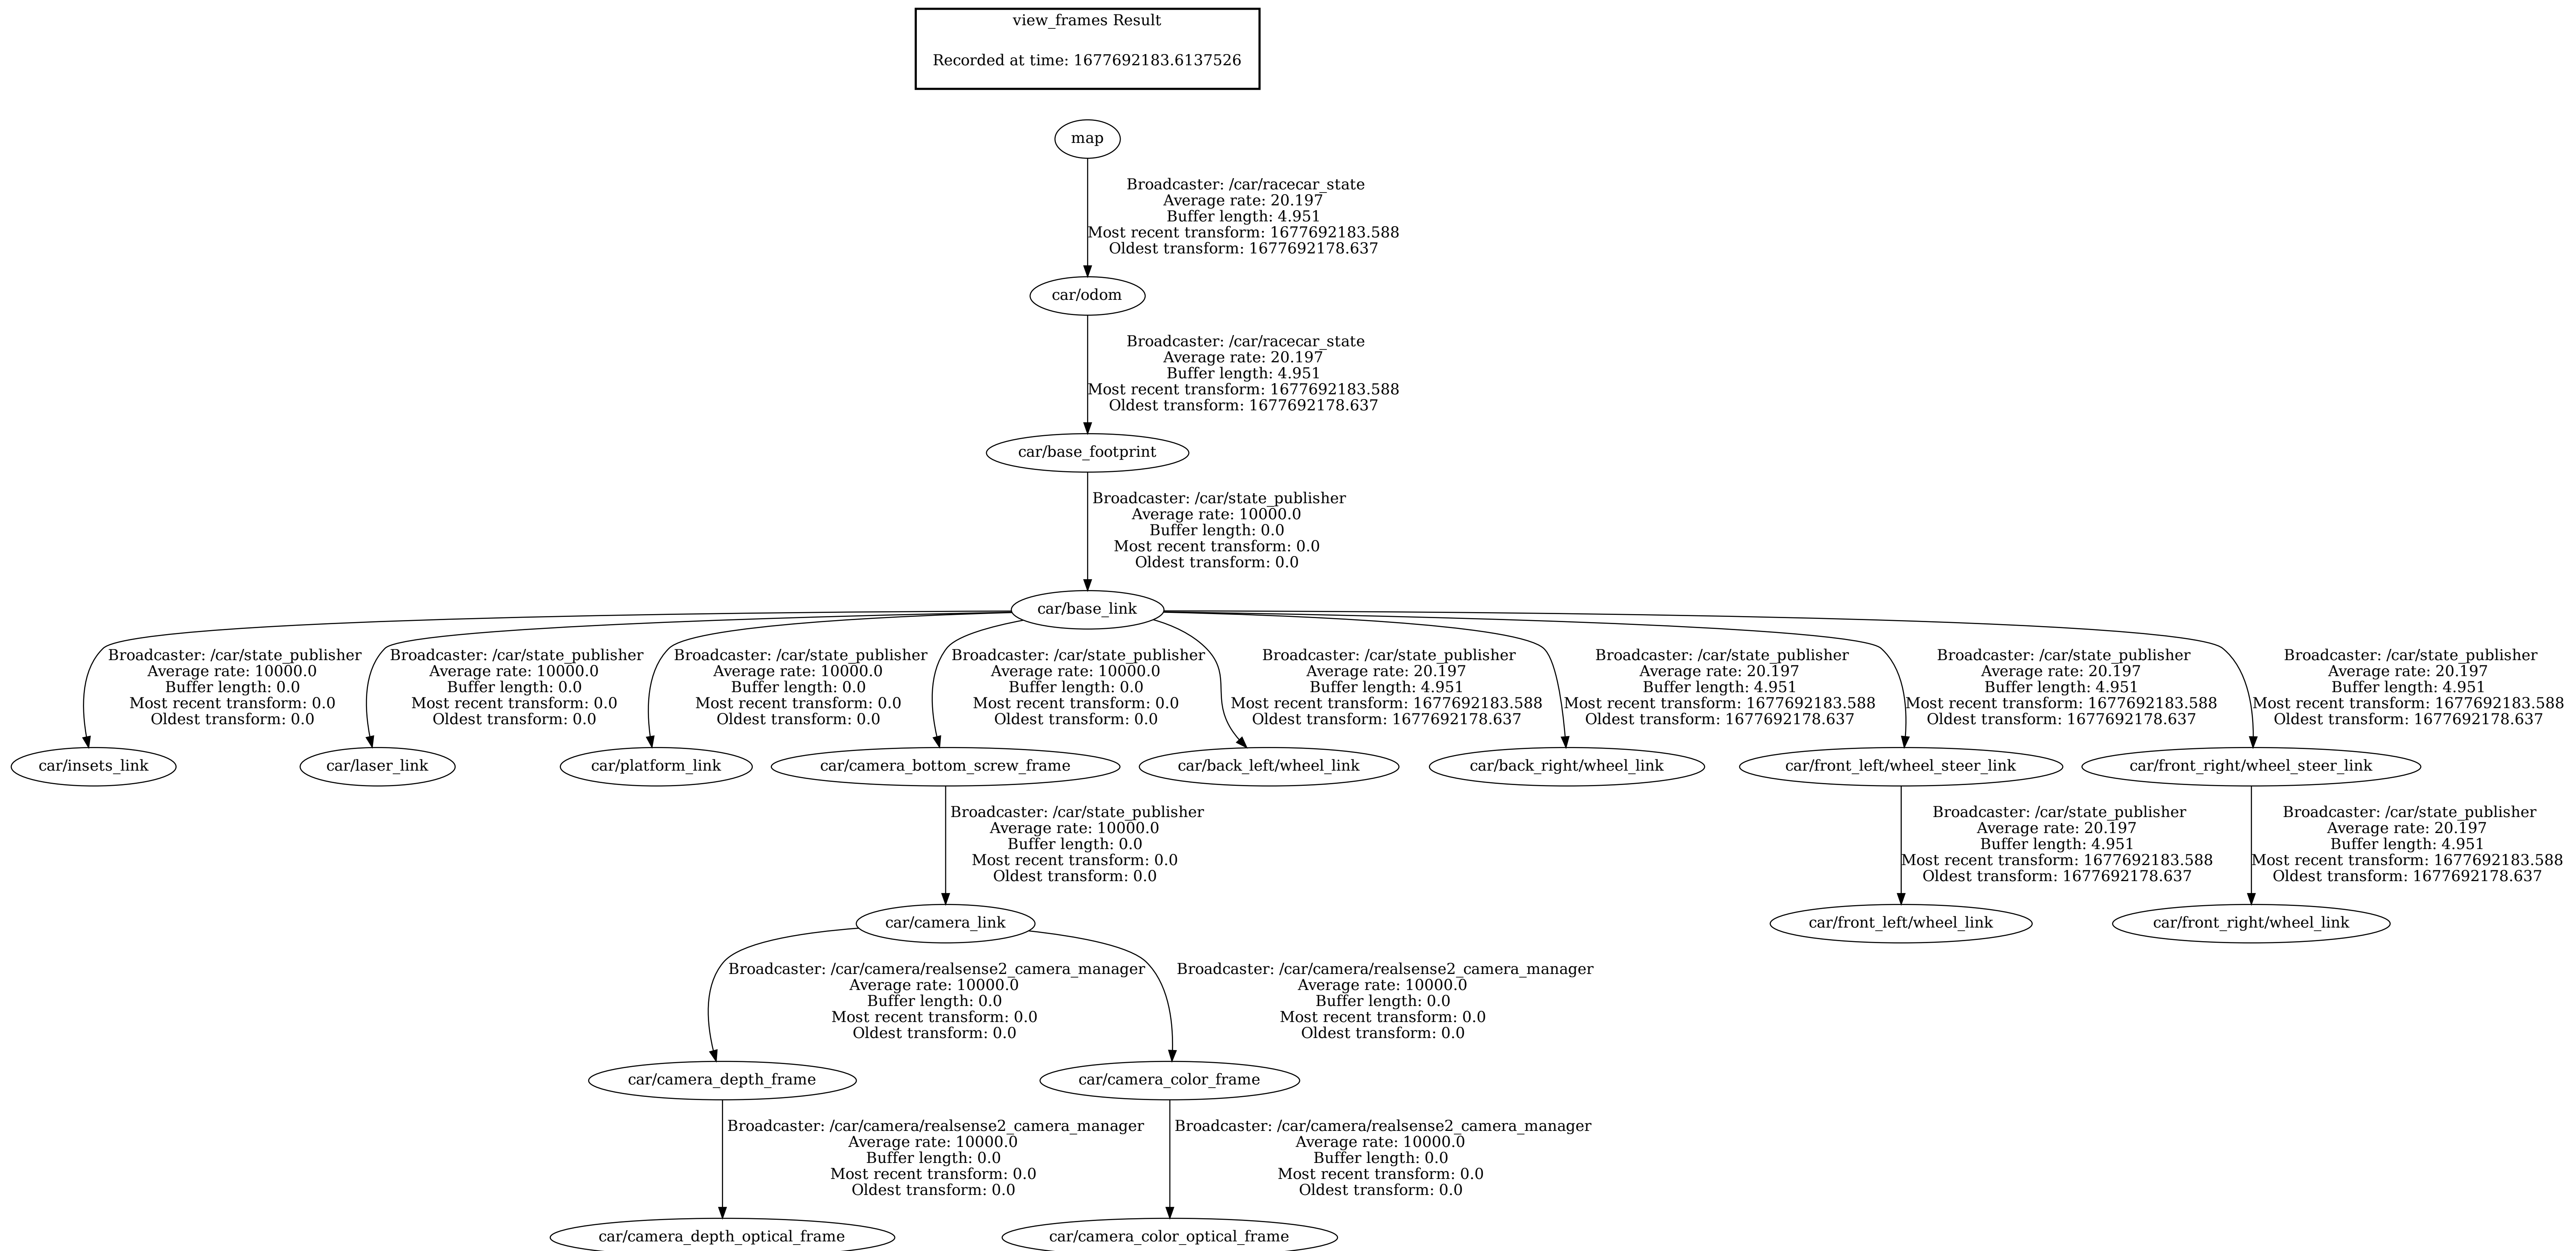 view_frames Result
Recorded at time: 1677692183.6137526
map
Broadcaster: /car/racecar_state
Average rate: 20.197
Buffer length: 4.951
Most recent transform: 1677692183.588
Oldest transform: 1677692178.637
car/odom
Broadcaster: /car/racecar_state
Average rate: 20.197
Buffer length: 4.951
Most recent transform: 1677692183.588
Oldest transform: 1677692178.637
car/base_footprint
Broadcaster: /car/state_publisher
Average rate: 10000.0
Buffer length: 0.0
Most recent transform: 0.0
Oldest transform: 0.0
car/base_link
Broadcaster: /car/state_publisher
Average rate: 10000.0
Buffer length: 0.0
Most recent transform: 0.0
Oldest transform: 0.0
Broadcaster: /car/state_publisher
Average rate: 10000.0
Buffer length: 0.0
Most recent transform: 0.0
Oldest transform: 0.0
Broadcaster: /car/state_publisher
Average rate: 10000.0
Buffer length: 0.0
Most recent transform: 0.0
Oldest transform: 0.0
Broadcaster: /car/state_publisher
Average rate: 10000.0
Buffer length: 0.0
Most recent transform: 0.0
Oldest transform: 0.0
Broadcaster: /car/state_publisher
Average rate: 20.197
Buffer length: 4.951
Most recent transform: 1677692183.588
Oldest transform: 1677692178.637
Broadcaster: /car/state_publisher
Average rate: 20.197
Buffer length: 4.951
Most recent transform: 1677692183.588
Oldest transform: 1677692178.637
Broadcaster: /car/state_publisher
Average rate: 20.197
Buffer length: 4.951
Most recent transform: 1677692183.588
Oldest transform: 1677692178.637
Broadcaster: /car/state_publisher
Average rate: 20.197
Buffer length: 4.951
Most recent transform: 1677692183.588
Oldest transform: 1677692178.637
car/insets_link
car/laser_link
car/platform_link
car/camera_bottom_screw_frame
car/back_left/wheel_link
car/back_right/wheel_link
car/front_left/wheel_steer_link
car/front_right/wheel_steer_link
Broadcaster: /car/state_publisher
Average rate: 10000.0
Buffer length: 0.0
Most recent transform: 0.0
Oldest transform: 0.0
Broadcaster: /car/state_publisher
Average rate: 20.197
Buffer length: 4.951
Most recent transform: 1677692183.588
Oldest transform: 1677692178.637
Broadcaster: /car/state_publisher
Average rate: 20.197
Buffer length: 4.951
Most recent transform: 1677692183.588
Oldest transform: 1677692178.637
car/camera_link
car/front_left/wheel_link
car/front_right/wheel_link
Broadcaster: /car/camera/realsense2_camera_manager
Average rate: 10000.0
Buffer length: 0.0
Most recent transform: 0.0
Oldest transform: 0.0
Broadcaster: /car/camera/realsense2_camera_manager
Average rate: 10000.0
Buffer length: 0.0
Most recent transform: 0.0
Oldest transform: 0.0
car/camera_depth_frame
car/camera_color_frame
Broadcaster: /car/camera/realsense2_camera_manager
Average rate: 10000.0
Buffer length: 0.0
Most recent transform: 0.0
Oldest transform: 0.0
Broadcaster: /car/camera/realsense2_camera_manager
Average rate: 10000.0
Buffer length: 0.0
Most recent transform: 0.0
Oldest transform: 0.0
car/camera_depth_optical_frame
car/camera_color_optical_frame